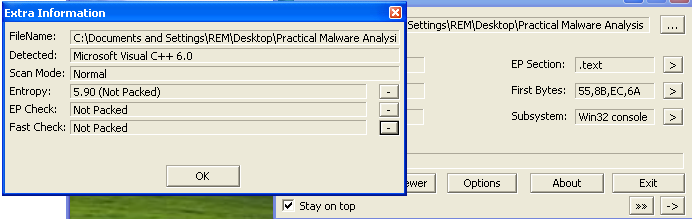 Extra Information
FileName: C:\Documents and Settings\REM\Desktop\Practical Malware Analysi
Detected: Microsoft Visual C++ 6.0
Scan Mode: Normal
Entropy: 5.90 (Not Packed) -
EP Check: Not Packed -
Fast Check: Not Packed -
OK
Settings\REM\Desktop\Practical Malware Analysi ...
EP Section: .text >
First Bytes: 55,8B,EC,6A >
Subsystem: Win32 console >
Options About Exit
Stay on top »» ->